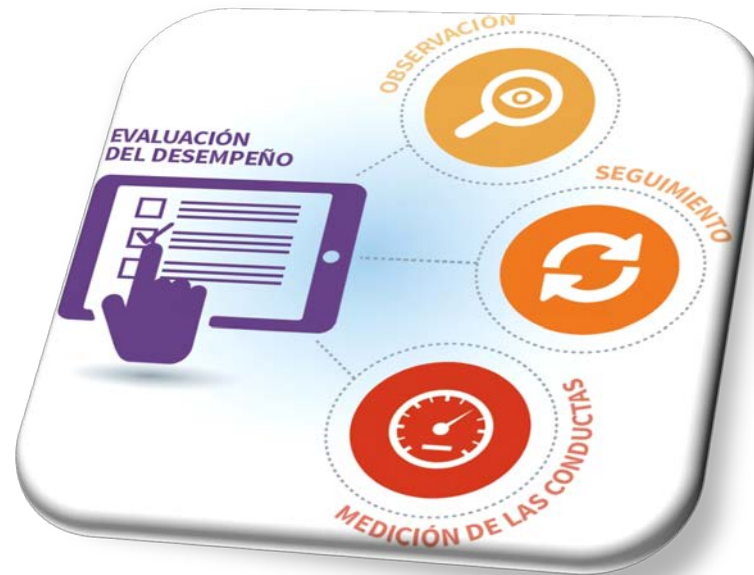 EVALUACIÓN
DEL DESEMPEÑO
OBSERVACIÓN
SEGUIMIENTO
MEDICIÓN DE LAS CONDUCTAS